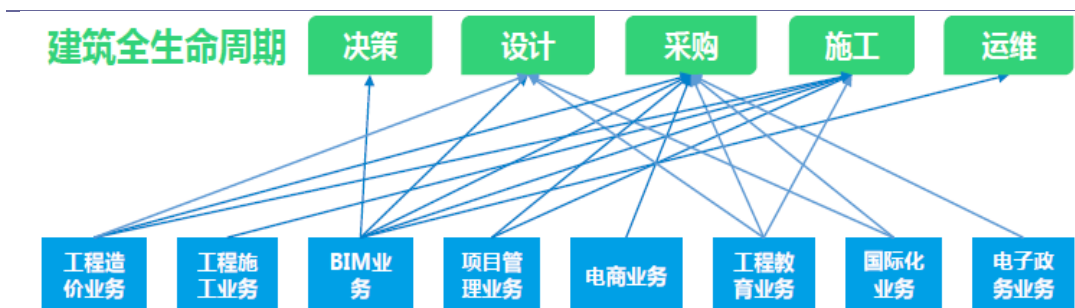 建筑全生命周期
决策
设计
采购
施工
运维
工程造
价业务
工程施
工业务
BIM业
务
项目管
理业务
电商业务
工程教
育业务
国际化
业务
电子政
务业务